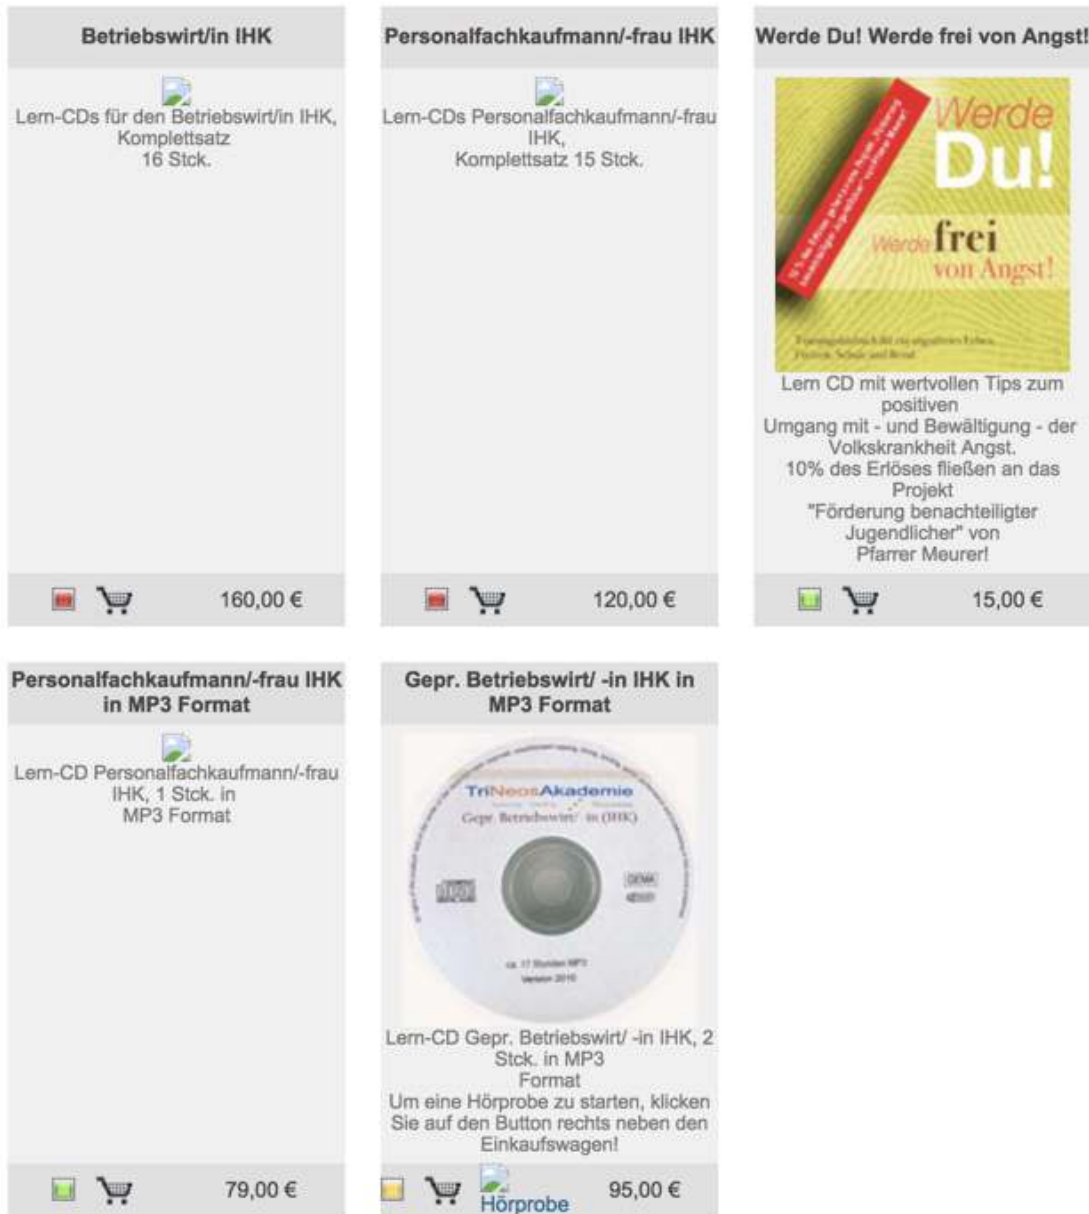 Betriebswirt/in IHK
Lern-CDs für den Betriebswirt/in IHK,
Komplettsatz
16 Stck.
160,00 €
Personalfachkaufmann/-frau IHK
Lern-CDs Personalfachkaufmann/-frau
IHK,
Komplettsatz 15 Stck.
120,00 €
Werde Du! Werde frei von Angst!
Werde
Du!
Werde frei
von Angst!
Lern CD mit wertvollen Tips zum
positiven
Umgang mit - und Bewältigung - der
Volkskrankheit Angst.
10% des Erlöses fließen an das
Projekt
"Förderung benachteiligter
Jugendlicher" von
Pfarrer Meurer!
15,00 €
Personalfachkaufmann/-frau IHK
in MP3 Format
Lern-CD Personalfachkaufmann/-frau
IHK, 1 Stck. in
MP3 Format
79,00 €
Gepr. Betriebswirt/ -in IHK in
MP3 Format
TriNeosAkademie
Gepr. Betriebswirt/ -in (IHK)
GEMA
ca. 17 Stunden MP3
Version 2010
Lern-CD Gepr. Betriebswirt/ -in IHK, 2
Stck. in MP3
Format
Um eine Hörprobe zu starten, klicken
Sie auf den Button rechts neben den
Einkaufswagen!
Hörprobe
95,00 €